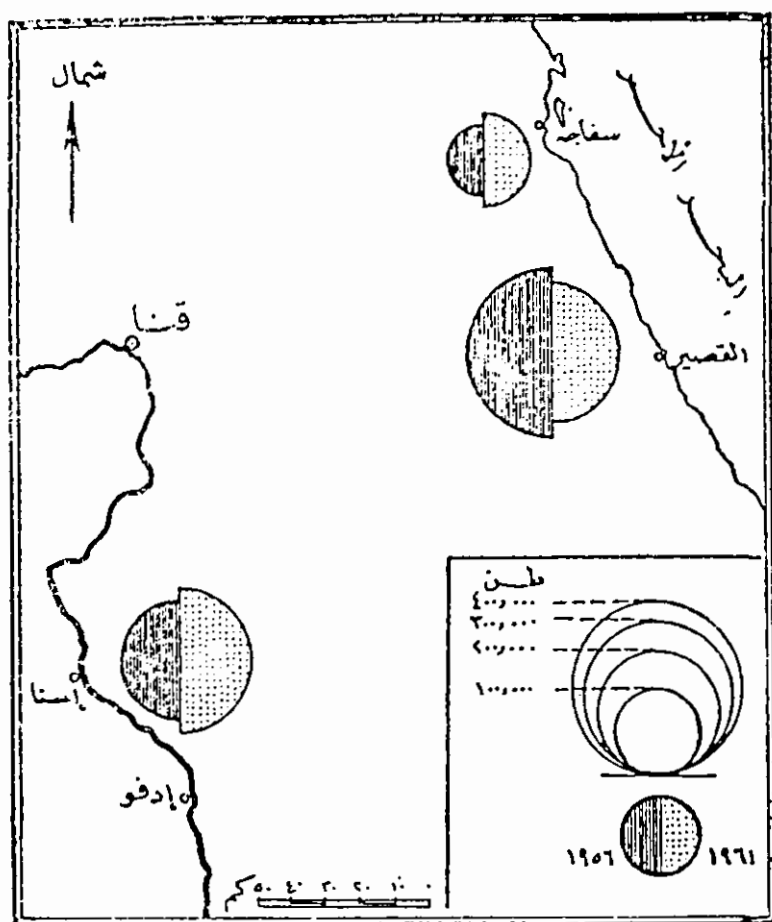 شمال
سفاجه
البحر
الأحمر
قنا
القصير
إسنا
إدفو
طن
٤٠٠,٠٠٠
٣٠٠,٠٠٠
٢٠٠,٠٠٠
١٠٠,٠٠٠
١٩٥٦ ١٩٦١
كم ٥٠ ٤٠ ٣٠ ٢٠ ١٠ ٠